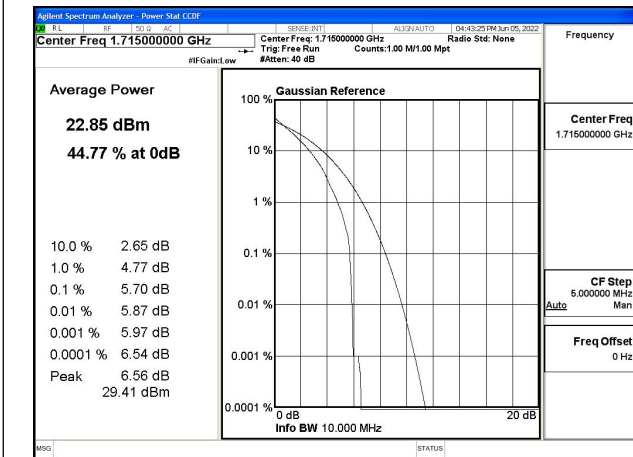 Agilent Spectrum Analyzer - Power Stat CCDF
RL RF 50 Ω AC SENSE:INT ALIGN AUTO 04:43:25 PM Jun 05, 2022
Center Freq 1.715000000 GHz
Center Freq: 1.715000000 GHz Radio Std: None
Trig: Free Run Counts:1.00 M/1.00 Mpt
#IFGain:Low #Atten: 40 dB
Frequency
Average Power
22.85 dBm
44.77 % at 0dB
10.0 % 2.65 dB
1.0 % 4.77 dB
0.1 % 5.70 dB
0.01 % 5.87 dB
0.001 % 5.97 dB
0.0001 % 6.54 dB
Peak 6.56 dB
29.41 dBm
Gaussian Reference
100 %
10 %
1 %
0.1 %
0.01 %
0.001 %
0.0001 %
0 dB 20 dB
Info BW 10.000 MHz
Center Freq
1.715000000 GHz
CF Step
5.000000 MHz
Auto Man
Freq Offset
0 Hz
MSG STATUS